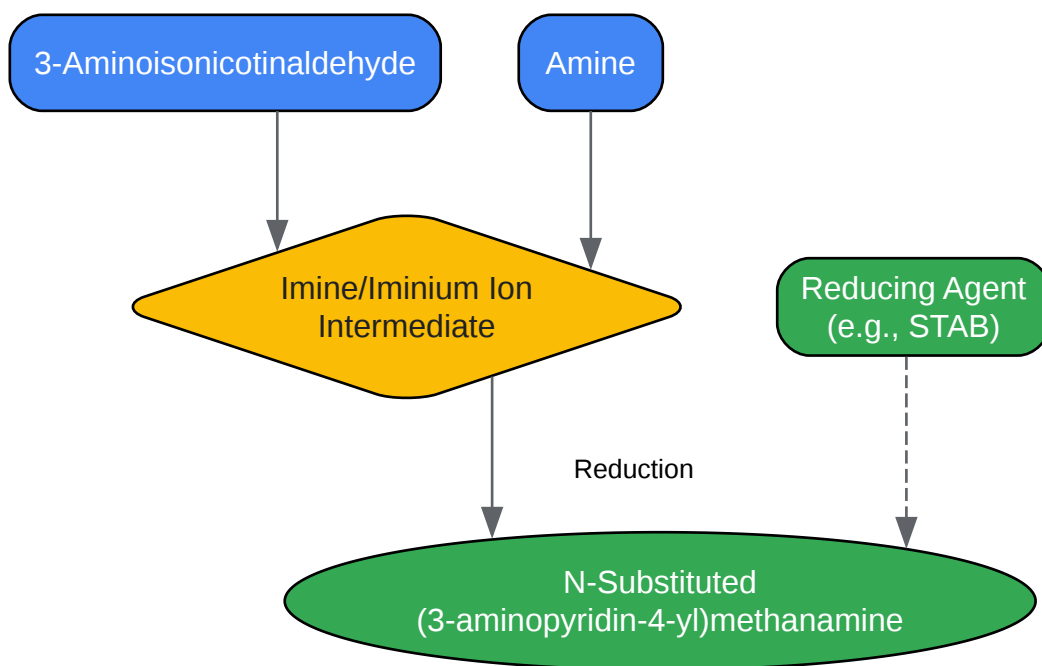 3-Aminoisonicotinaldehyde
Amine
Imine/Iminium Ion
Intermediate
Reducing Agent
(e.g., STAB)
Reduction
N-Substituted
(3-aminopyridin-4-yl)methanamine